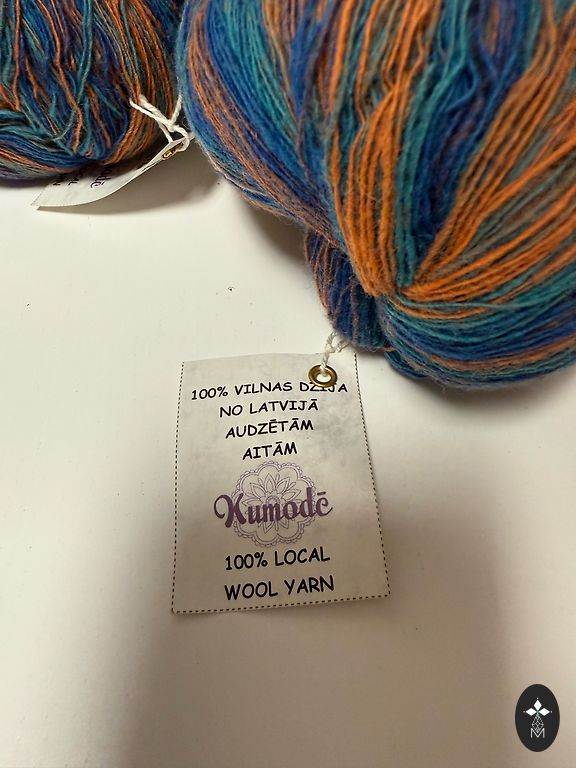 100% VILNAS DZIJA
NO LATVIJĀ
AUDZĒTĀM
AITĀM
Kumodē
100% LOCAL
WOOL YARN
M